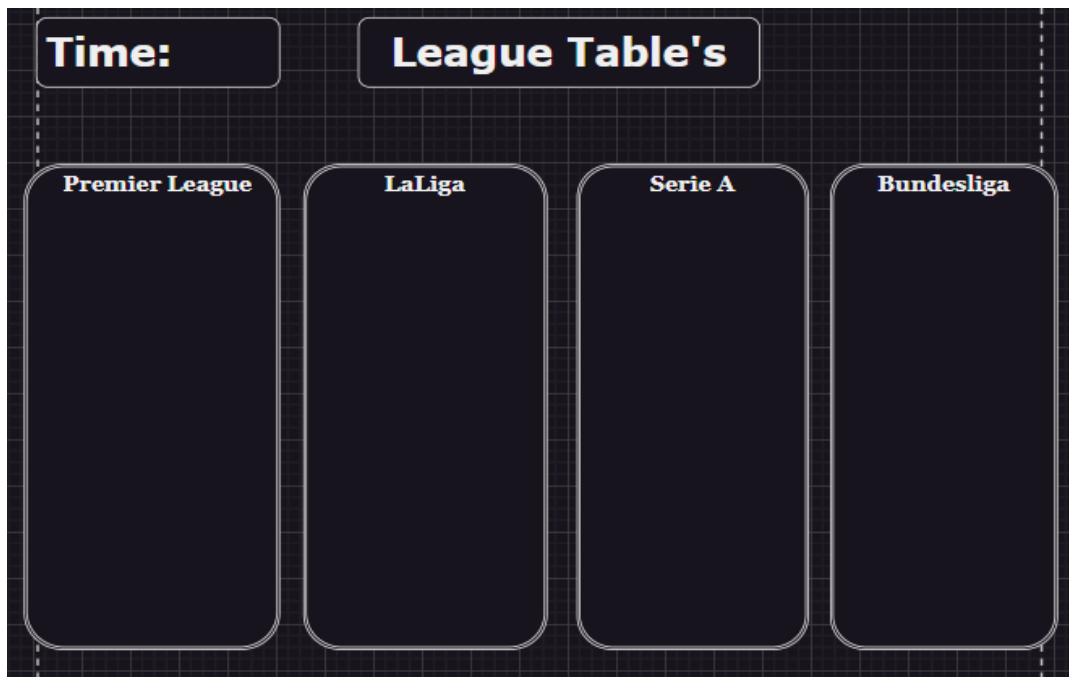 Time:
League Table's
Premier League
LaLiga
Serie A
Bundesliga